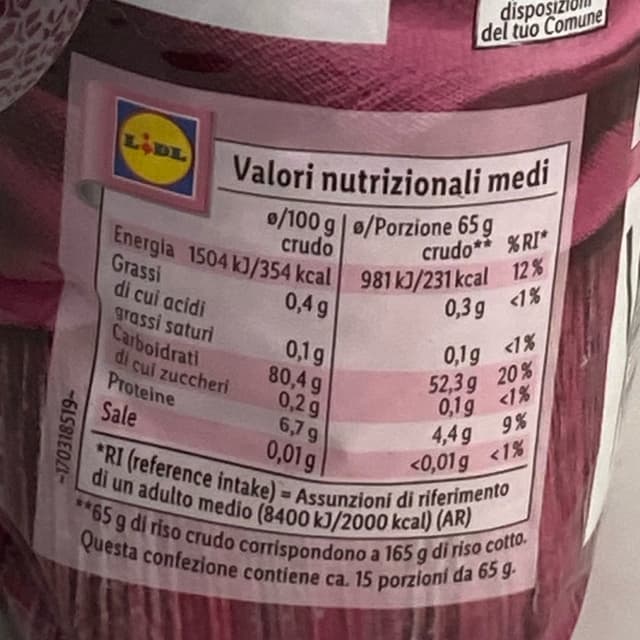 disposizioni
del tuo Comune
LIDL
Valori nutrizionali medi
ø/100 g ø/Porzione 65 g
crudo crudo** %RI*
Energia 1504 kJ/354 kcal 981 kJ/231 kcal 12 %
Grassi 0,4 g 0,3 g <1%
di cui acidi
grassi saturi 0,1 g 0,1 g <1%
Carboidrati 80,4 g 52,3 g 20 %
di cui zuccheri 0,2 g 0,1 g <1%
Proteine 6,7 g 4,4 g 9%
Sale 0,01 g <0,01 g <1%
*RI (reference intake) = Assunzioni di riferimento
di un adulto medio (8400 kJ/2000 kcal) (AR)
**65 g di riso crudo corrispondono a 165 g di riso cotto.
Questa confezione contiene ca. 15 porzioni da 65 g.
-170318519-